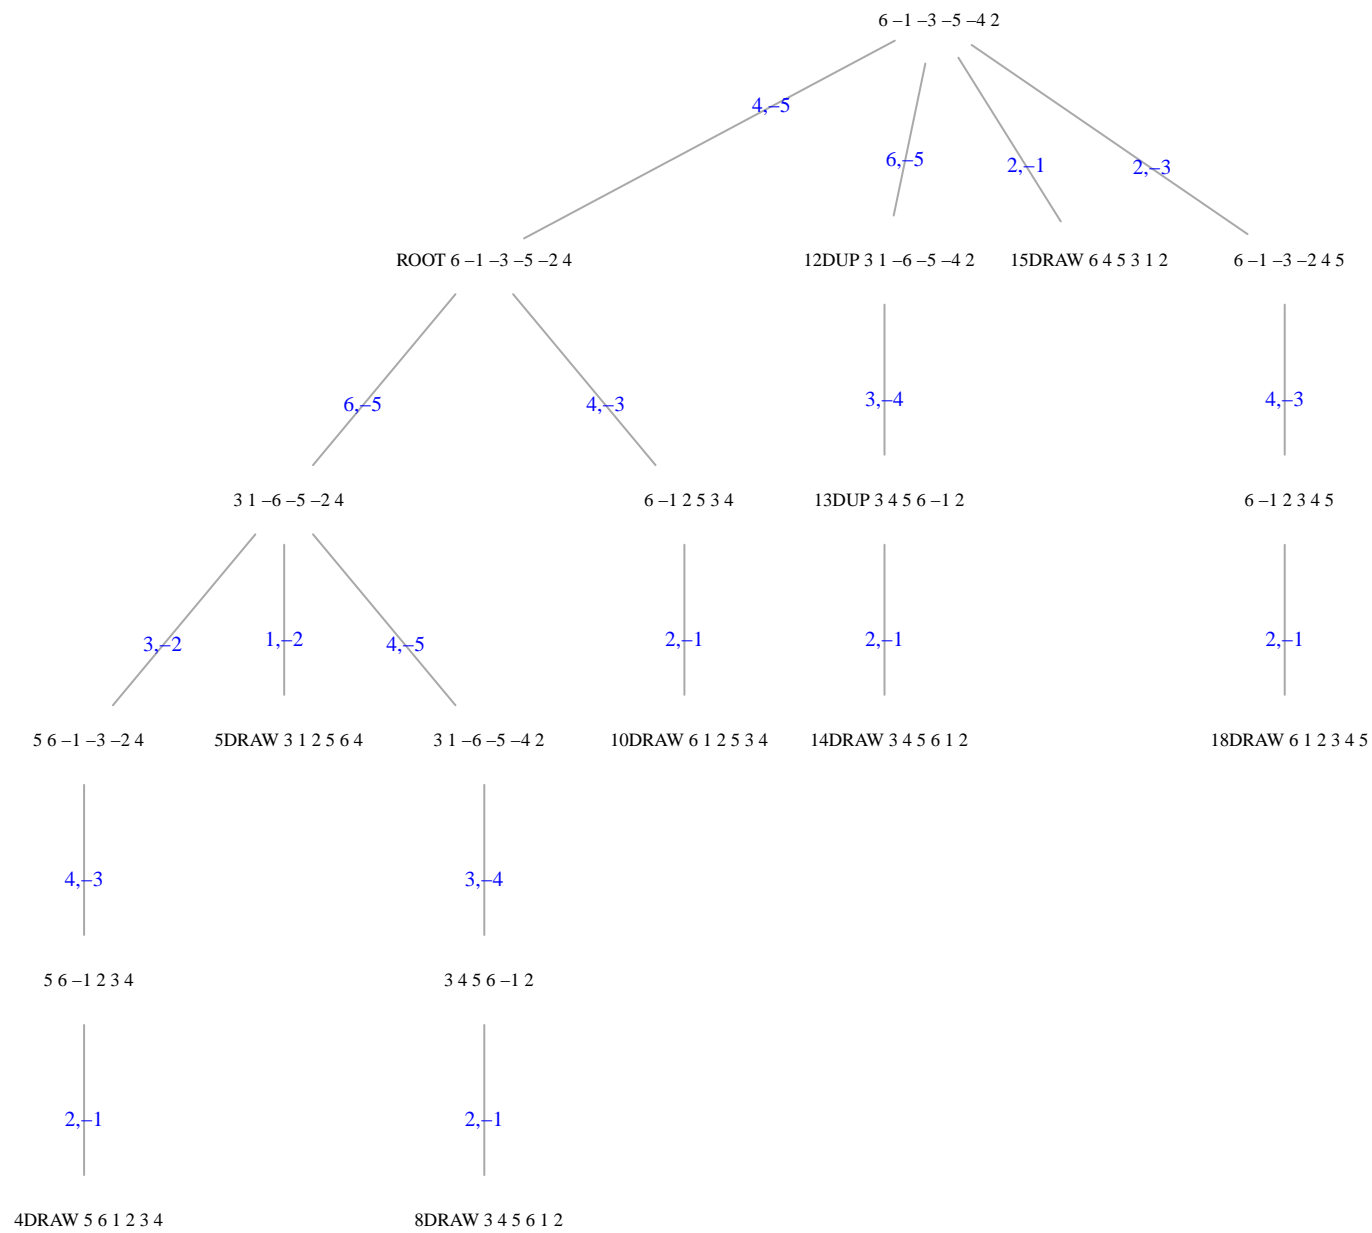 6 –1 –3 –5 –4 2
4,–5
6,–5
2,–1
2,–3
ROOT 6 –1 –3 –5 –2 4
12DUP 3 1 –6 –5 –4 2
15DRAW 6 4 5 3 1 2
6 –1 –3 –2 4 5
6,–5
4,–3
3,–4
4,–3
3 1 –6 –5 –2 4
6 –1 2 5 3 4
13DUP 3 4 5 6 –1 2
6 –1 2 3 4 5
3,–2
1,–2
4,–5
2,–1
2,–1
2,–1
5 6 –1 –3 –2 4
5DRAW 3 1 2 5 6 4
3 1 –6 –5 –4 2
10DRAW 6 1 2 5 3 4
14DRAW 3 4 5 6 1 2
18DRAW 6 1 2 3 4 5
4,–3
3,–4
5 6 –1 2 3 4
3 4 5 6 –1 2
2,–1
2,–1
4DRAW 5 6 1 2 3 4
8DRAW 3 4 5 6 1 2